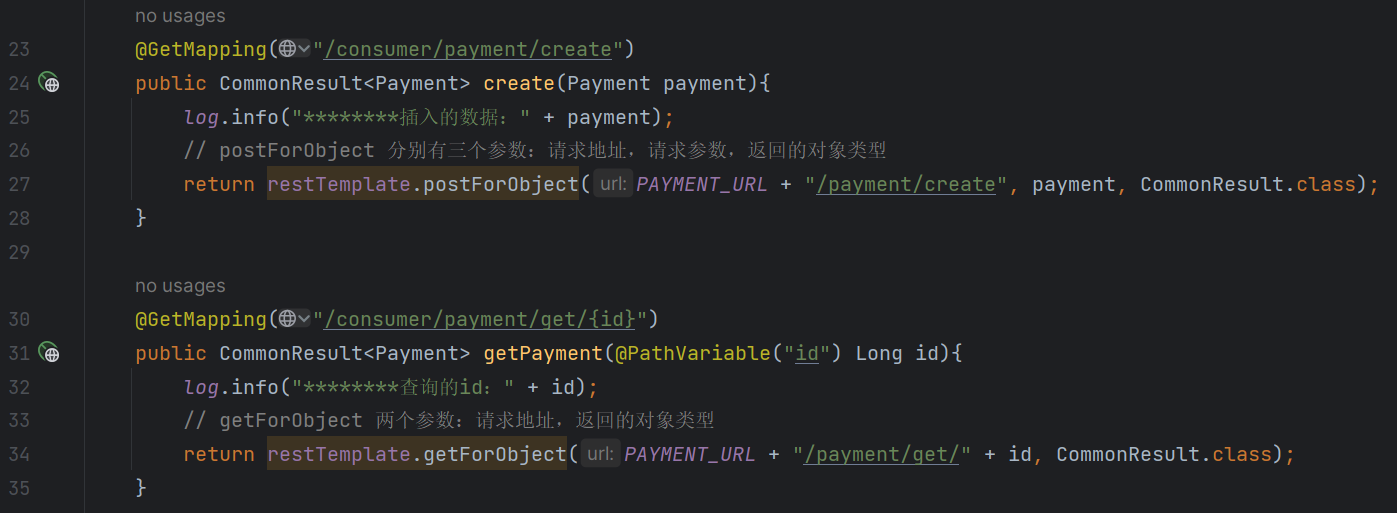 no usages
23 @GetMapping("/consumer/payment/create")
24 public CommonResult<Payment> create(Payment payment){
25 log.info("********插入的数据：" + payment);
26 // postForObject 分别有三个参数：请求地址，请求参数，返回的对象类型
27 return restTemplate.postForObject( url: PAYMENT_URL + "/payment/create", payment, CommonResult.class);
28 }
29
no usages
30 @GetMapping("/consumer/payment/get/{id}")
31 public CommonResult<Payment> getPayment(@PathVariable("id") Long id){
32 log.info("********查询的id：" + id);
33 // getForObject 两个参数：请求地址，返回的对象类型
34 return restTemplate.getForObject( url: PAYMENT_URL + "/payment/get/" + id, CommonResult.class);
35 }